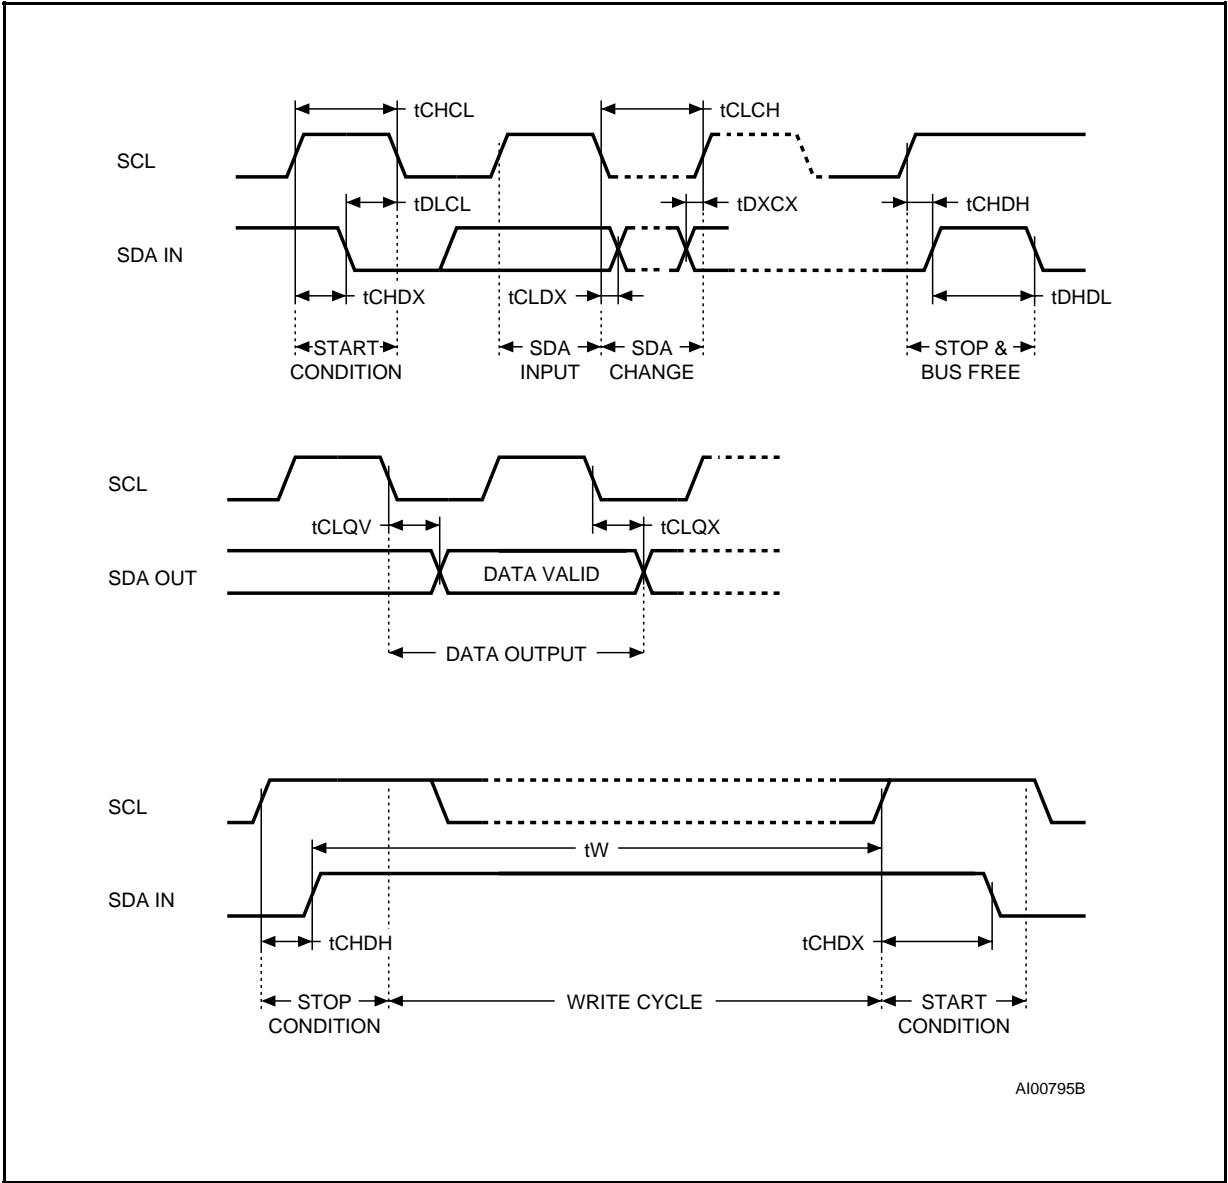 tCHCL
tCLCH
SCL
tDLCL
tDXCX
tCHDH
SDA IN
tCHDX
tCLDX
tDHDL
START
CONDITION
SDA
INPUT
SDA
CHANGE
STOP &
BUS FREE
SCL
tCLQV
tCLQX
SDA OUT
DATA VALID
DATA OUTPUT
SCL
tW
SDA IN
tCHDH
tCHDX
STOP
CONDITION
WRITE CYCLE
START
CONDITION
AI00795B